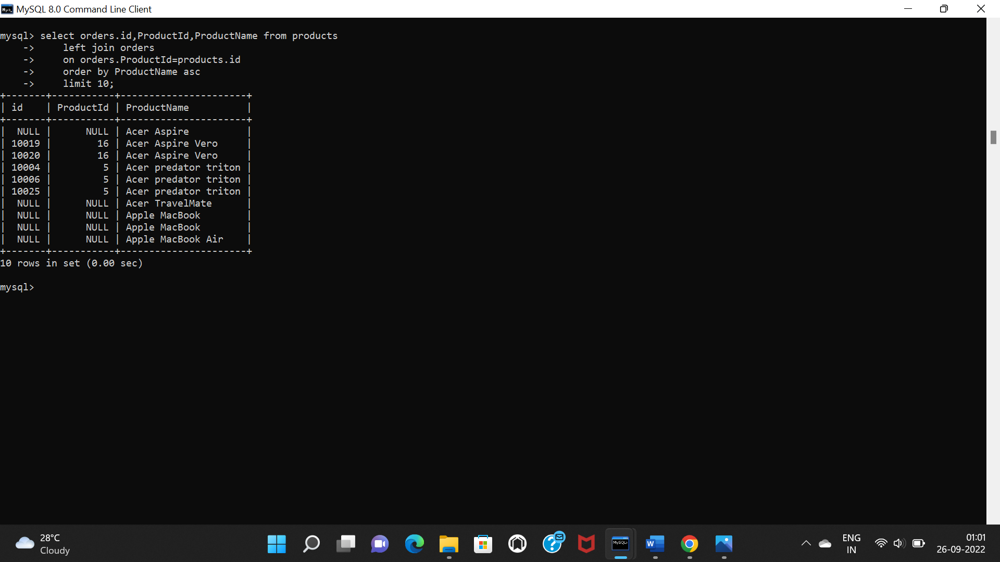 MySQL 8.0 Command Line Client
mysql> select orders.id,ProductId,ProductName from products
    ->     left join orders
    ->     on orders.ProductId=products.id
    ->     order by ProductName asc
    ->     limit 10;
+-------+-----------+----------------------+
| id    | ProductId | ProductName          |
+-------+-----------+----------------------+
|  NULL |      NULL | Acer Aspire          |
| 10019 |        16 | Acer Aspire Vero     |
| 10020 |        16 | Acer Aspire Vero     |
| 10004 |         5 | Acer predator triton |
| 10006 |         5 | Acer predator triton |
| 10025 |         5 | Acer predator triton |
|  NULL |      NULL | Acer TravelMate      |
|  NULL |      NULL | Apple MacBook        |
|  NULL |      NULL | Apple MacBook        |
|  NULL |      NULL | Apple MacBook Air    |
+-------+-----------+----------------------+
10 rows in set (0.00 sec)
mysql>
28°C
Cloudy
MySQL>
W
ENG
IN
01:01
26-09-2022